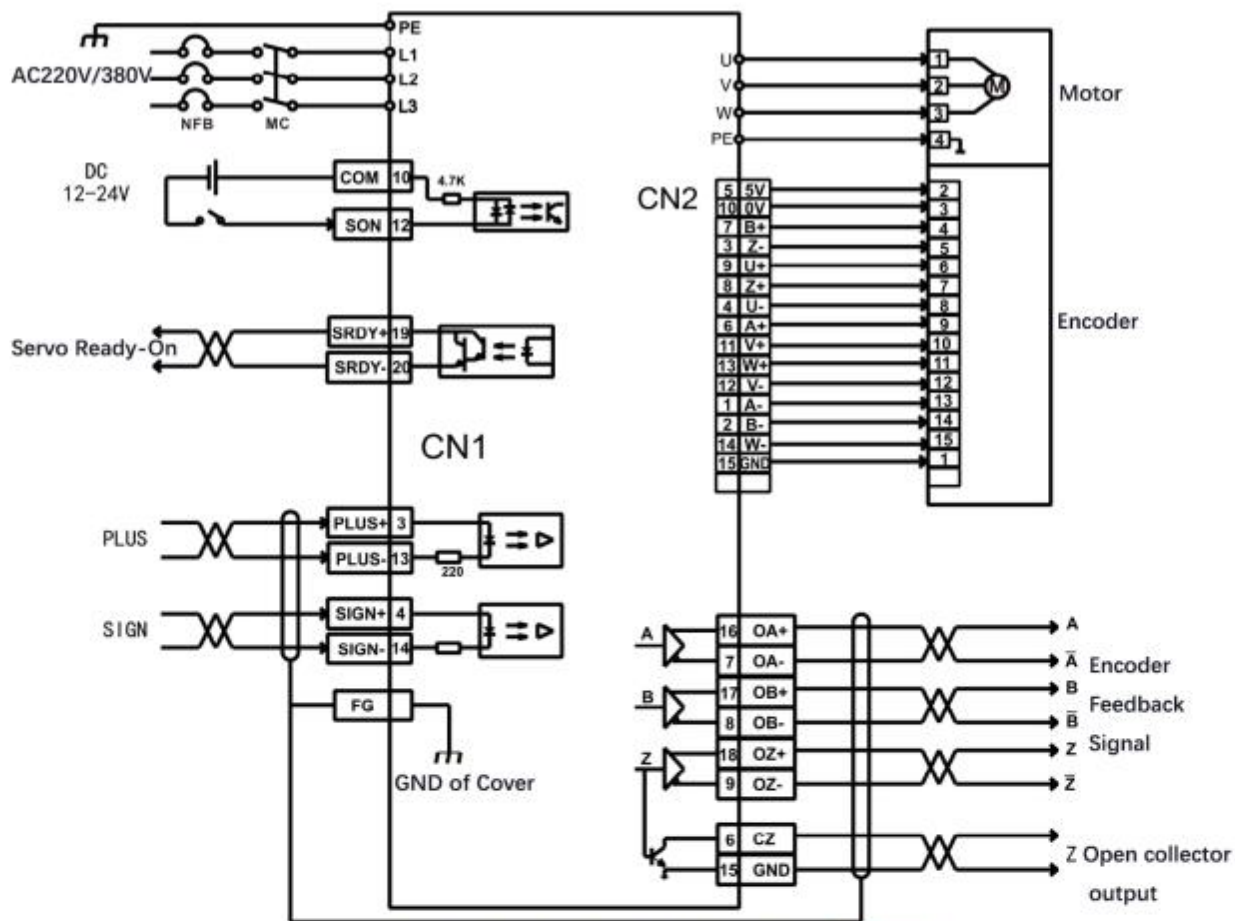 PE
L1
AC220V/380V
L2
L3
NFB MC
DC
12-24V
COM 10 4.7K
SON 12
SRDY+ 19
Servo Ready-On
SRDY- 20
CN1
PLUS+ 3
PLUS
PLUS- 13
220
SIGN+ 4
SIGN
SIGN- 14
FG
GND of Cover
U 1
V 2 M Motor
W 3
PE 4
CN2
5 5V 2
10 0V 3
7 B+ 4
3 Z- 5
9 U+ 6
8 Z+ 7
4 U- 8
6 A+ 9
Encoder
11 V+ 10
13 W+ 11
12 V- 12
1 A- 13
2 B- 14
14 W- 15
15 GND 1
A 16 OA+ A
7 OA- A̅
Encoder
B 17 OB+ B
Feedback
8 OB- B̅
Signal
Z 18 OZ+ Z
9 OZ- Z̅
6 CZ
Z Open collector
15 GND
output